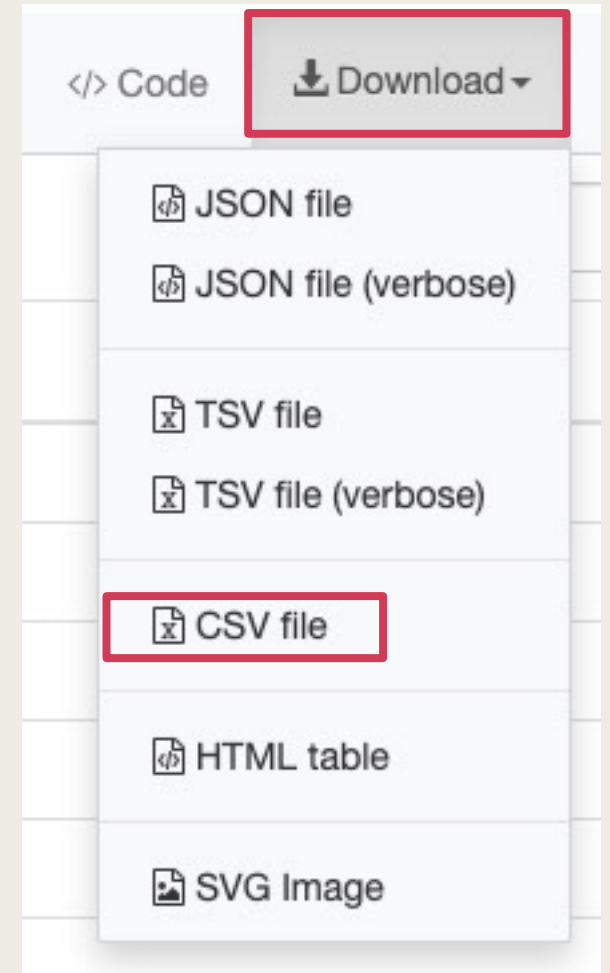 </> Code
Download
JSON file
JSON file (verbose)
TSV file
TSV file (verbose)
CSV file
HTML table
SVG Image